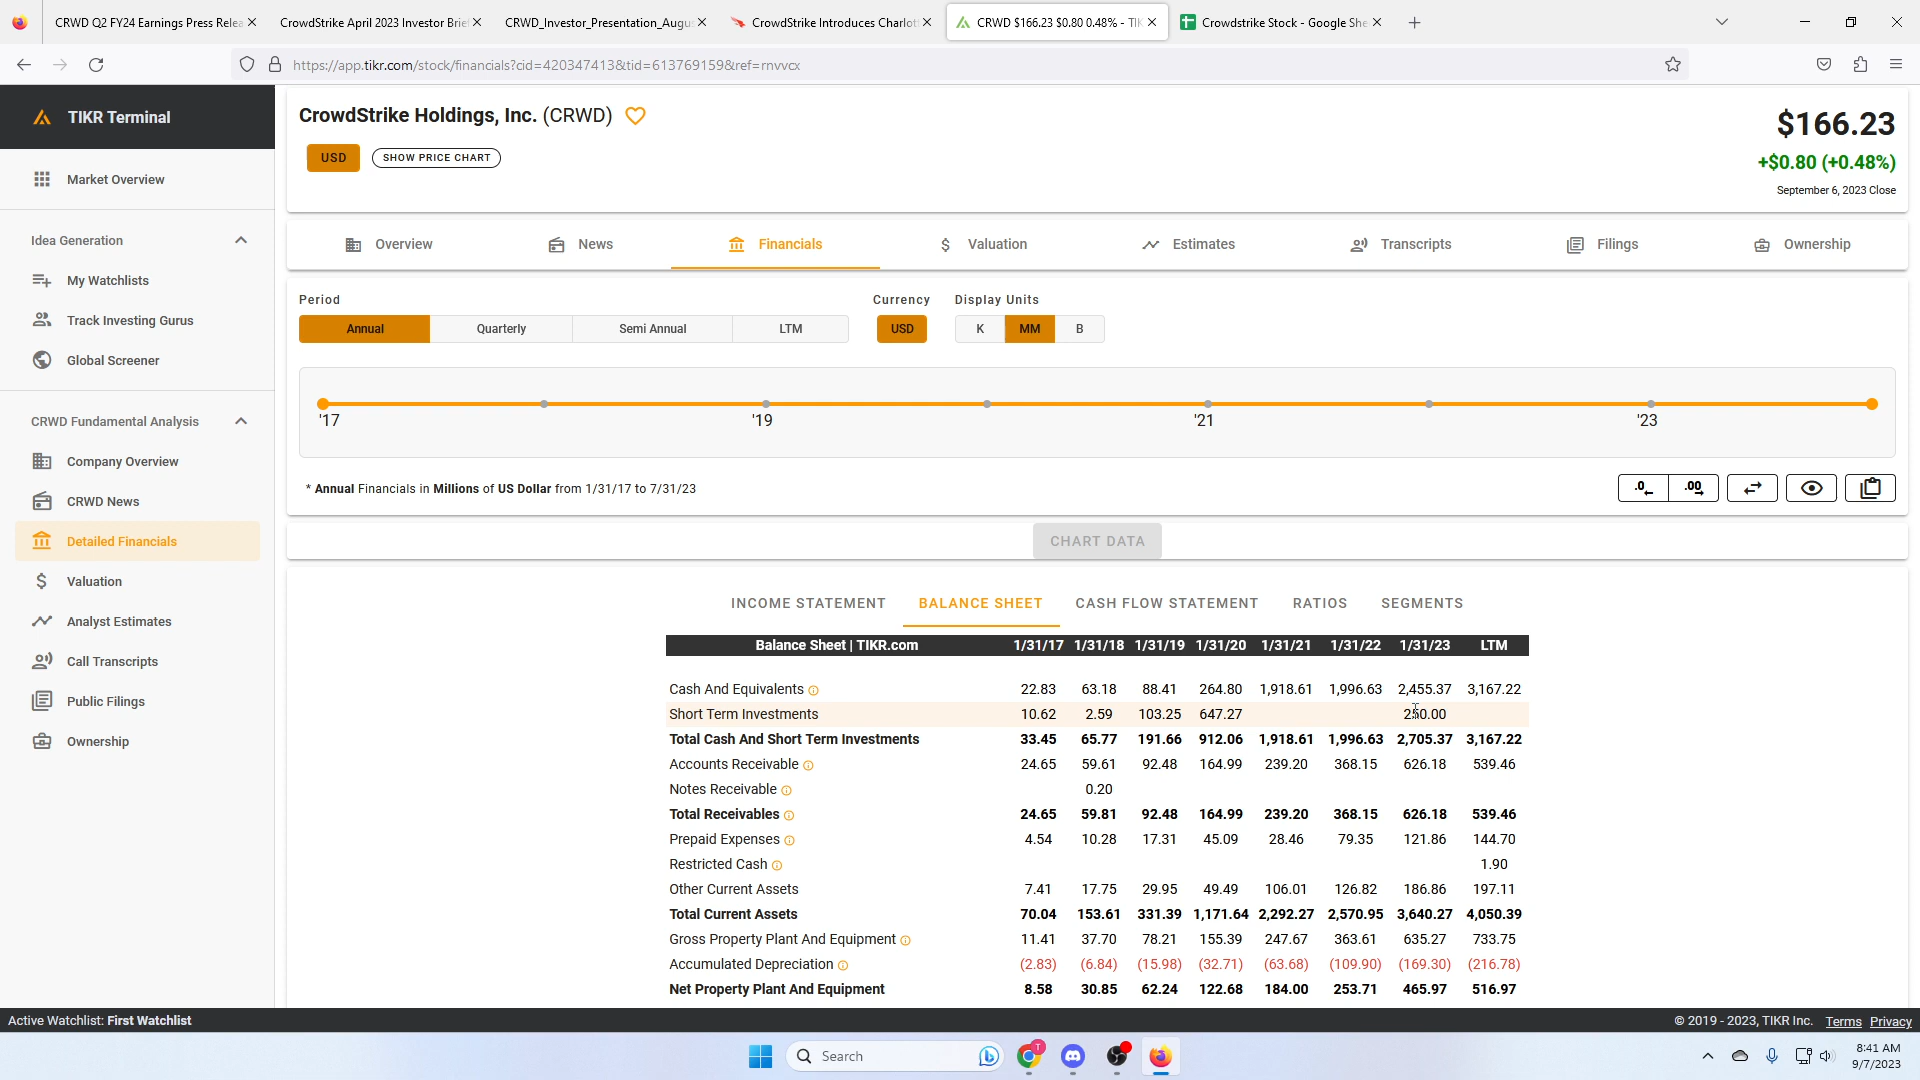 CRWD Q2 FY24 Earnings Press Relea
CrowdStrike April 2023 Investor Brie
CRWD_Investor_Presentation_Augu
CrowdStrike Introduces Charlot
CRWD $166.23 $0.80 0.48% - TIK
Crowdstrike Stock - Google She
https://app.tikr.com/stock/financials?cid=420347413&tid=613769159&ref=rnvvcx
TIKR Terminal
Market Overview
Idea Generation
My Watchlists
Track Investing Gurus
Global Screener
CRWD Fundamental Analysis
Company Overview
CRWD News
Detailed Financials
Valuation
Analyst Estimates
Call Transcripts
Public Filings
Ownership
CrowdStrike Holdings, Inc. (CRWD)
USD SHOW PRICE CHART
$166.23
+$0.80 (+0.48%)
September 6, 2023 Close
Overview News Financials Valuation Estimates Transcripts Filings Ownership
Period Currency Display Units
Annual Quarterly Semi Annual LTM USD K MM B
'17 '19 '21 '23
* Annual Financials in Millions of US Dollar from 1/31/17 to 7/31/23
.0 .00
CHART DATA
INCOME STATEMENT BALANCE SHEET CASH FLOW STATEMENT RATIOS SEGMENTS
Balance Sheet | TIKR.com 1/31/17 1/31/18 1/31/19 1/31/20 1/31/21 1/31/22 1/31/23 LTM
Cash And Equivalents 22.83 63.18 88.41 264.80 1,918.61 1,996.63 2,455.37 3,167.22
Short Term Investments 10.62 2.59 103.25 647.27 250.00
Total Cash And Short Term Investments 33.45 65.77 191.66 912.06 1,918.61 1,996.63 2,705.37 3,167.22
Accounts Receivable 24.65 59.61 92.48 164.99 239.20 368.15 626.18 539.46
Notes Receivable 0.20
Total Receivables 24.65 59.81 92.48 164.99 239.20 368.15 626.18 539.46
Prepaid Expenses 4.54 10.28 17.31 45.09 28.46 79.35 121.86 144.70
Restricted Cash 1.90
Other Current Assets 7.41 17.75 29.95 49.49 106.01 126.82 186.86 197.11
Total Current Assets 70.04 153.61 331.39 1,171.64 2,292.27 2,570.95 3,640.27 4,050.39
Gross Property Plant And Equipment 11.41 37.70 78.21 155.39 247.67 363.61 635.27 733.75
Accumulated Depreciation (2.83) (6.84) (15.98) (32.71) (63.68) (109.90) (169.30) (216.78)
Net Property Plant And Equipment 8.58 30.85 62.24 122.68 184.00 253.71 465.97 516.97
Active Watchlist: First Watchlist
© 2019 - 2023, TIKR Inc. Terms Privacy
Search
T
8:41 AM
9/7/2023